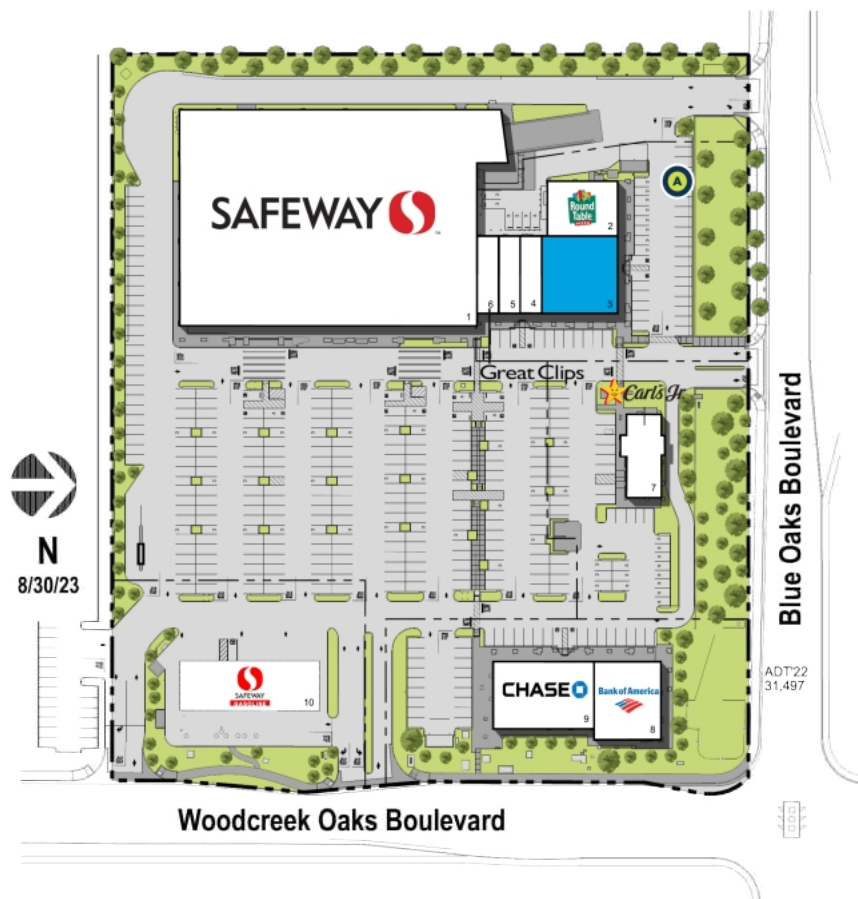 A
SAFEWAY
Round
Table
2
1
6
5
4
3
Great Clips
Carl's Jr.
7
N
8/30/23
Blue Oaks Boulevard
ADT'22
31,497
SAFEWAY
GASOLINE
10
CHASE
9
Bank of America
8
Woodcreek Oaks Boulevard